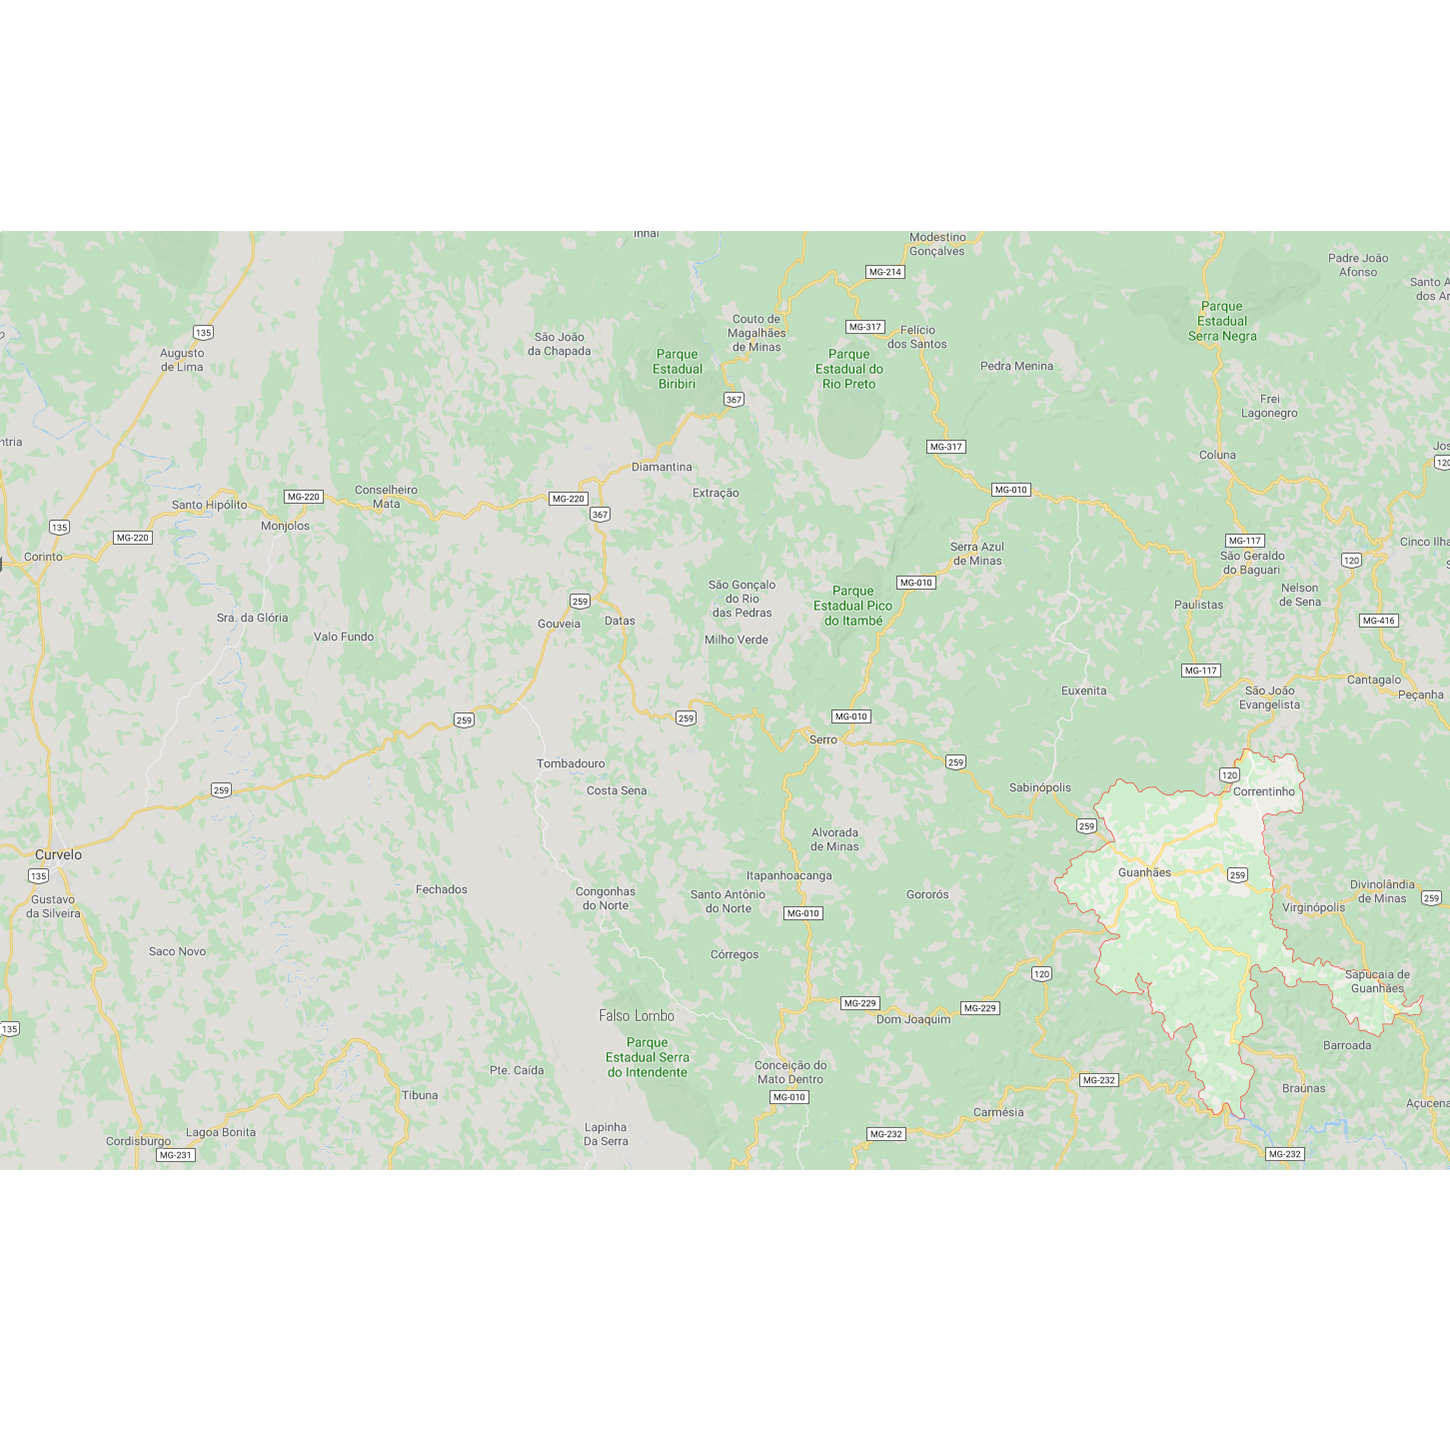 Modestino
Gonçalves
MG-214
Padre João
Afonso
Santo A
dos Ar
Parque
Estadual
Serra Negra
135
Augusto
de Lima
São João
da Chapada
Couto de
Magalhães
de Minas
MG-317
Felício
dos Santos
Parque
Estadual
Biribiri
Parque
Estadual do
Rio Preto
Pedra Menina
367
Frei
Lagonegro
ntria
MG-317
Coluna
Jos
120
Diamantina
Extração
Santo Hipólito
MG-220
Conselheiro
Mata
MG-220
367
MG-010
135
MG-220
Monjolos
Corinto
Serra Azul
de Minas
MG-117
São Geraldo
do Baguari
120
Cinco Ilha
S
MG-010
São Gonçalo
do Rio
das Pedras
Parque
Estadual Pico
do Itambé
Nelson
de Sena
Paulistas
259
Gouveia
Datas
Sra. da Glória
Valo Fundo
Milho Verde
MG-416
MG-117
Cantagalo
Peçanha
Euxenita
São João
Evangelista
259
259
MG-010
Serro
259
Tombadouro
Costa Sena
Sabinópolis
120
Correntinho
259
259
Alvorada
de Minas
Curvelo
135
Gustavo
da Silveira
Itapanhoacanga
Guanhães
259
Fechados
Congonhas
do Norte
Santo Antônio
do Norte
Gororós
Divinolândia
de Minas
259
Virginópolis
MG-010
Saco Novo
Córregos
120
Sapucaia de
Guanhães
MG-229
MG-229
Dom Joaquim
Falso Lombo
135
Parque
Estadual Serra
do Intendente
Barroada
Pte. Caída
Conceição do
Mato Dentro
MG-010
MG-232
Braúnas
Tibuna
Carmésia
Açucena
Lagoa Bonita
Cordisburgo
MG-231
Lapinha
Da Serra
MG-232
MG-232